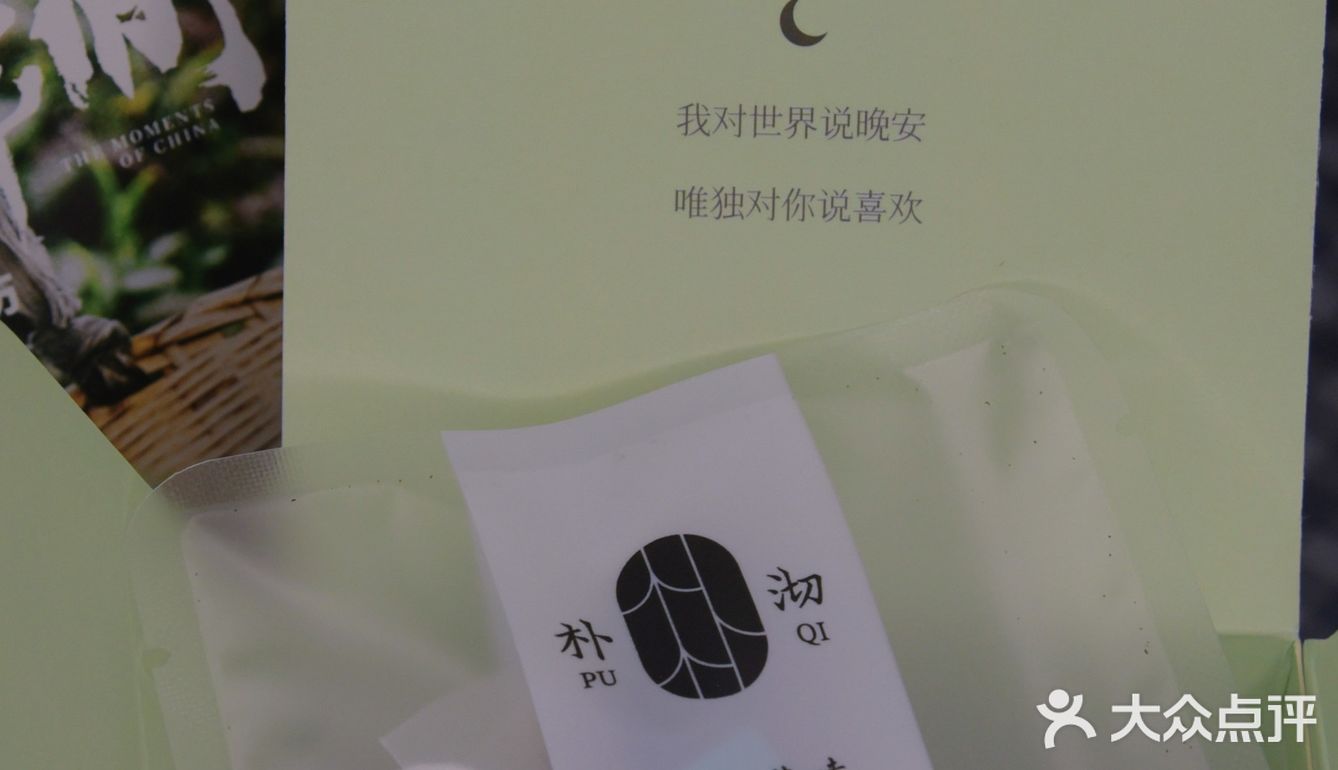 THE MOMENTS
OF CHINA
我对世界说晚安
唯独对你说喜欢
朴
PU
沏
QI
大众点评